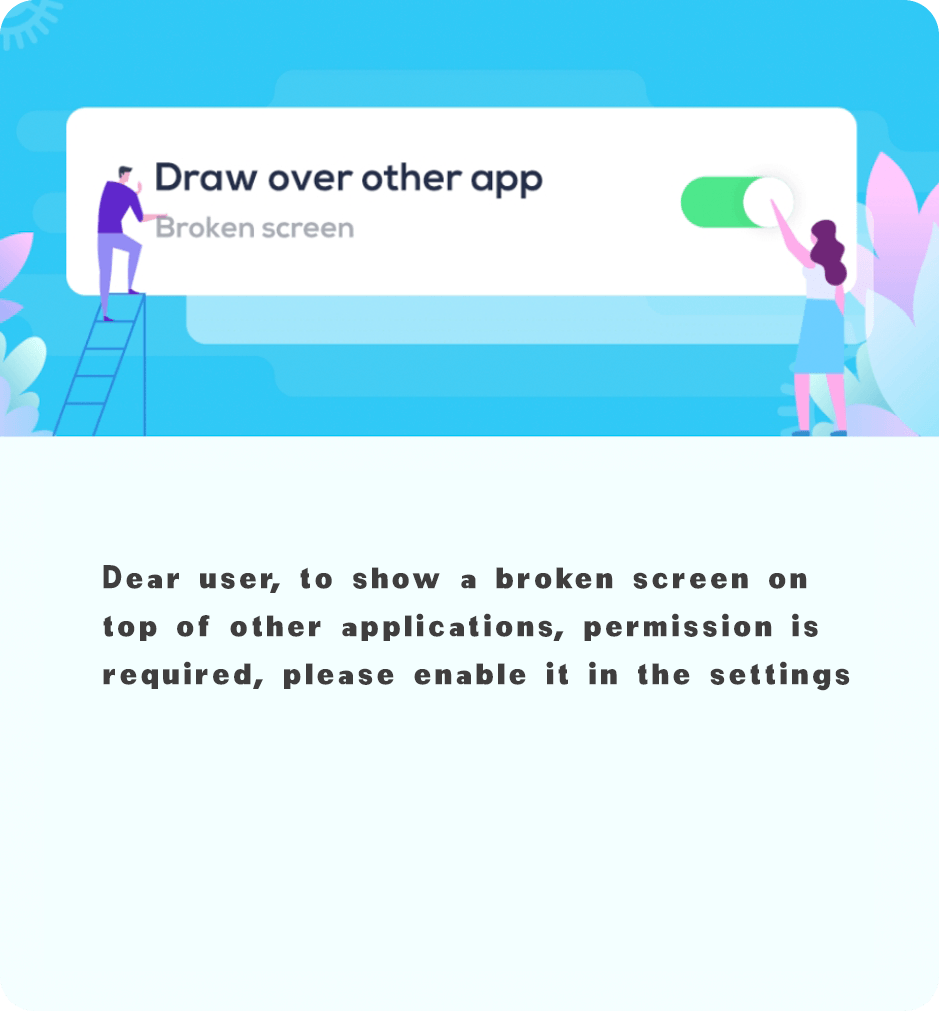 Draw over other app
Broken screen
Dear user, to show a broken screen on
top of other applications, permission is
required, please enable it in the settings